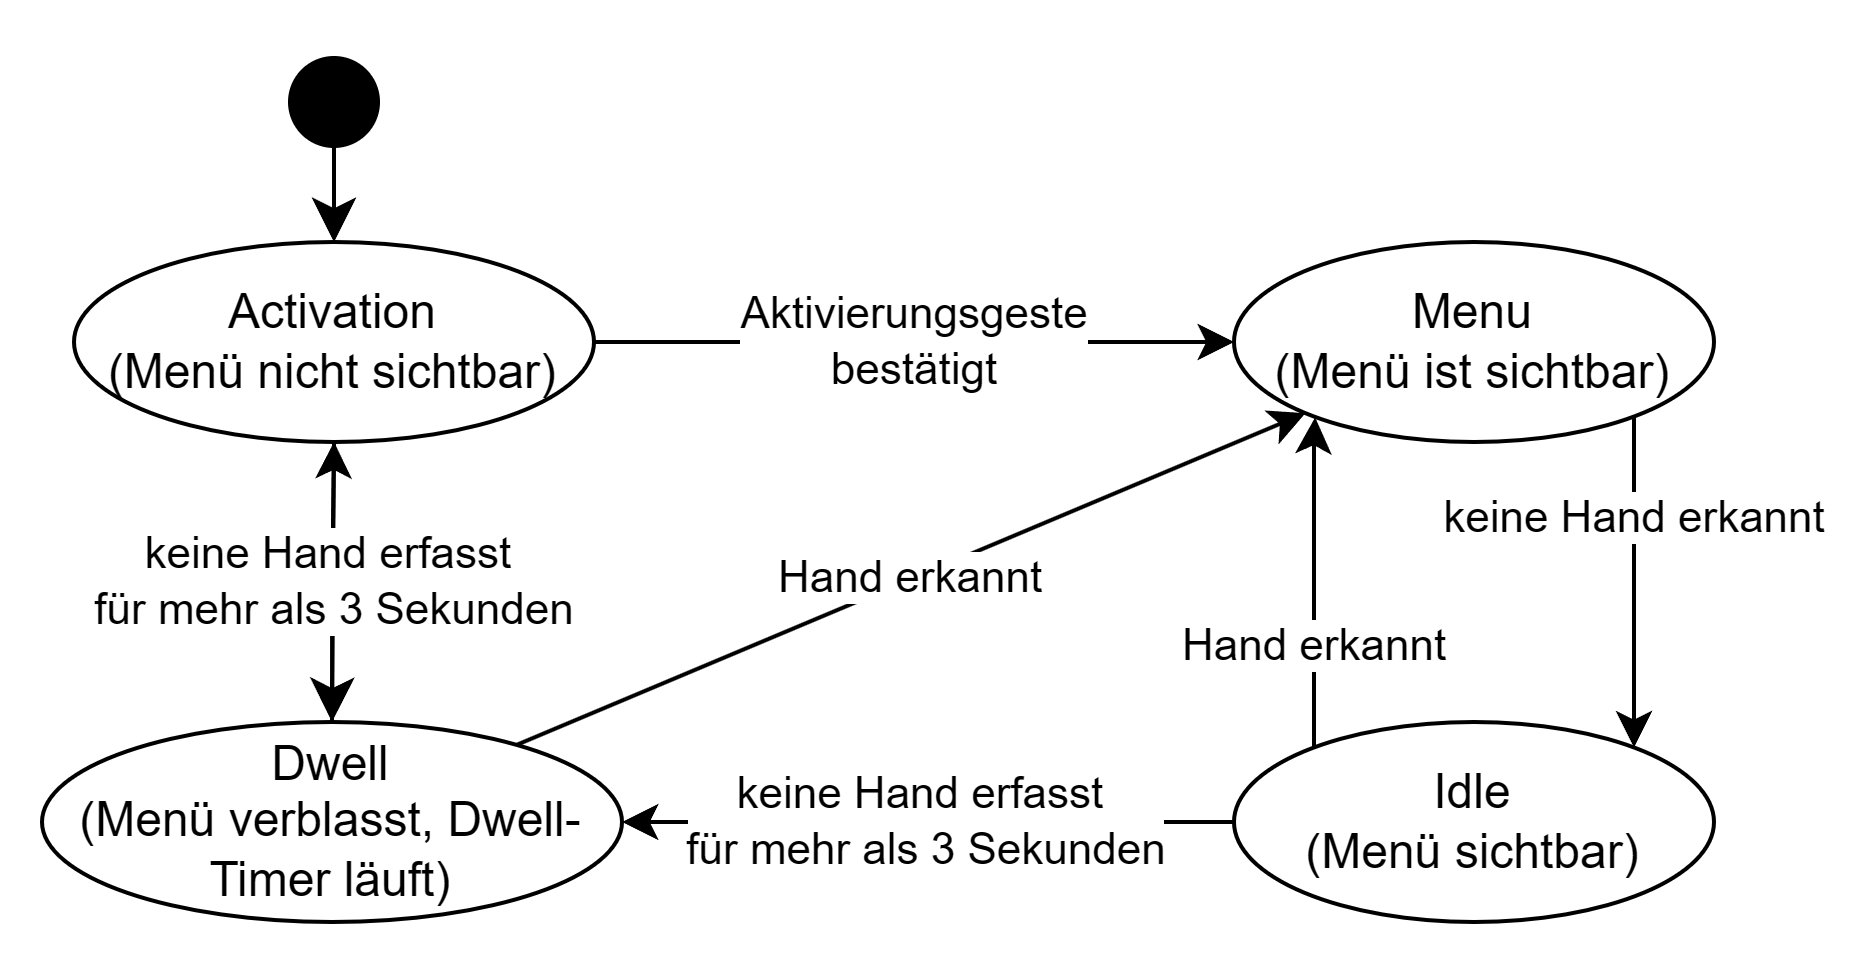 Activation
(Menü nicht sichtbar)
Aktivierungsgeste
bestätigt
Menu
(Menü ist sichtbar)
keine Hand erkannt
keine Hand erfasst
für mehr als 3 Sekunden
Hand erkannt
Hand erkannt
Dwell
(Menü verblasst, Dwell-
Timer läuft)
keine Hand erfasst
für mehr als 3 Sekunden
Idle
(Menü sichtbar)